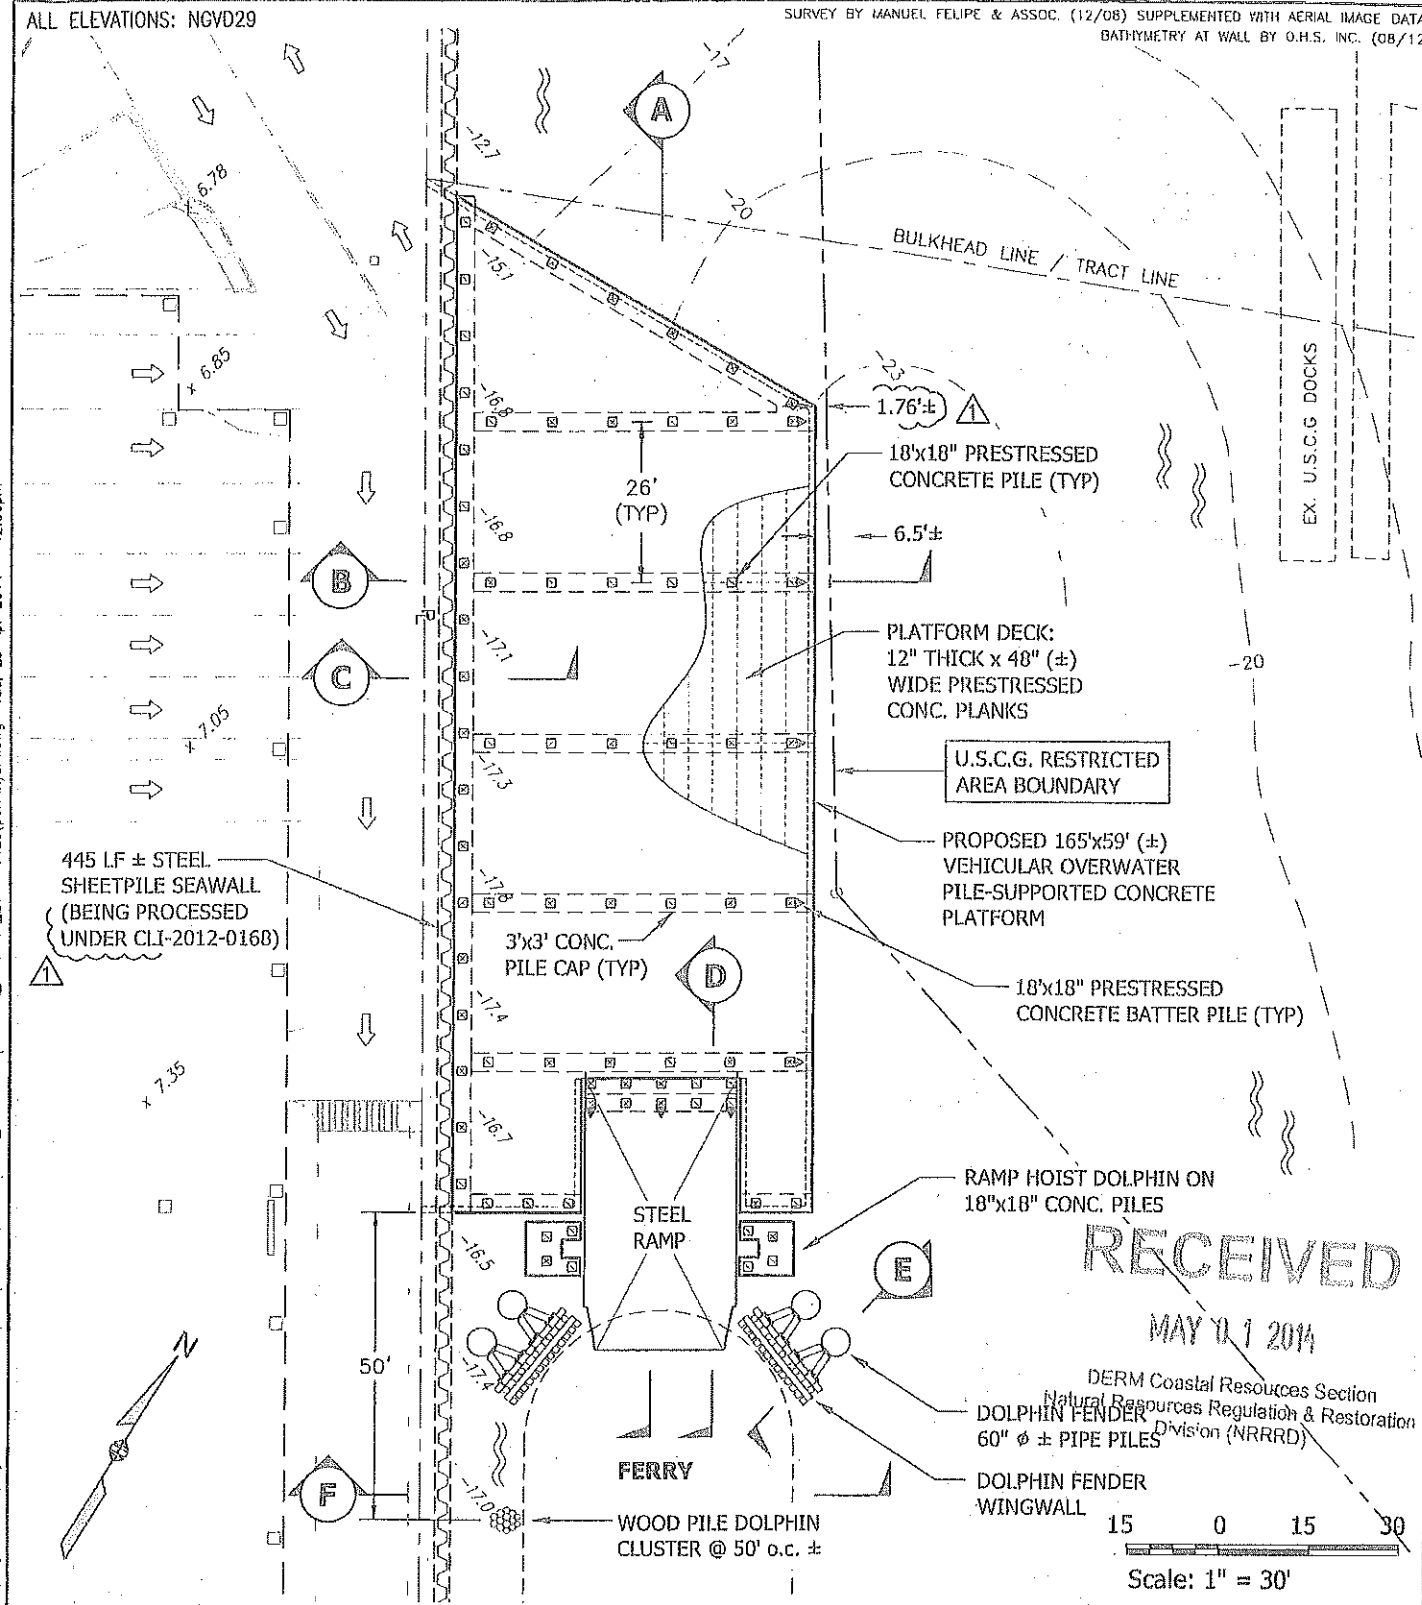 ALL ELEVATIONS: NGVD29
SURVEY BY MANUEL FELIPE & ASSOC. (12/08) SUPPLEMENTED WITH AERIAL IMAGE DATA
BATHYMETRY AT WALL BY O.H.S. INC. (08/12
-17
A
-12.7
6.78
-20
BULKHEAD LINE / TRACT LINE
-15.1
EX. U.S.C.G DOCKS
x 6.85
-23
-16.8
1.76'±
1
18'x18" PRESTRESSED
CONCRETE PILE (TYP)
26'
(TYP)
-16.8
6.5'±
B
PLATFORM DECK:
12" THICK x 48" (±)
WIDE PRESTRESSED
CONC. PLANKS
-17.1
C
-20
x 7.05
U.S.C.G. RESTRICTED
AREA BOUNDARY
-17.3
PROPOSED 165'x59' (±)
VEHICULAR OVERWATER
PILE-SUPPORTED CONCRETE
PLATFORM
445 LF ± STEEL
SHEETPILE SEAWALL
(BEING PROCESSED
UNDER CLI-2012-0168)
1
-17.8
3'x3' CONC.
PILE CAP (TYP)
D
18'x18" PRESTRESSED
CONCRETE BATTER PILE (TYP)
-17.4
x 7.35
-16.7
RAMP HOIST DOLPHIN ON
18"x18" CONC. PILES
STEEL
RAMP
-16.5
E
RECEIVED
MAY 01 2014
DERM Coastal Resources Section
Natural Resources Regulation & Restoration
Division (NRRRD)
N
50'
-17.4
DOLPHIN FENDER
60" ø ± PIPE PILES
FERRY
DOLPHIN FENDER
WINGWALL
F
-17.0
WOOD PILE DOLPHIN
CLUSTER @ 50' o.c. ±
15 0 15 30
Scale: 1" = 30'